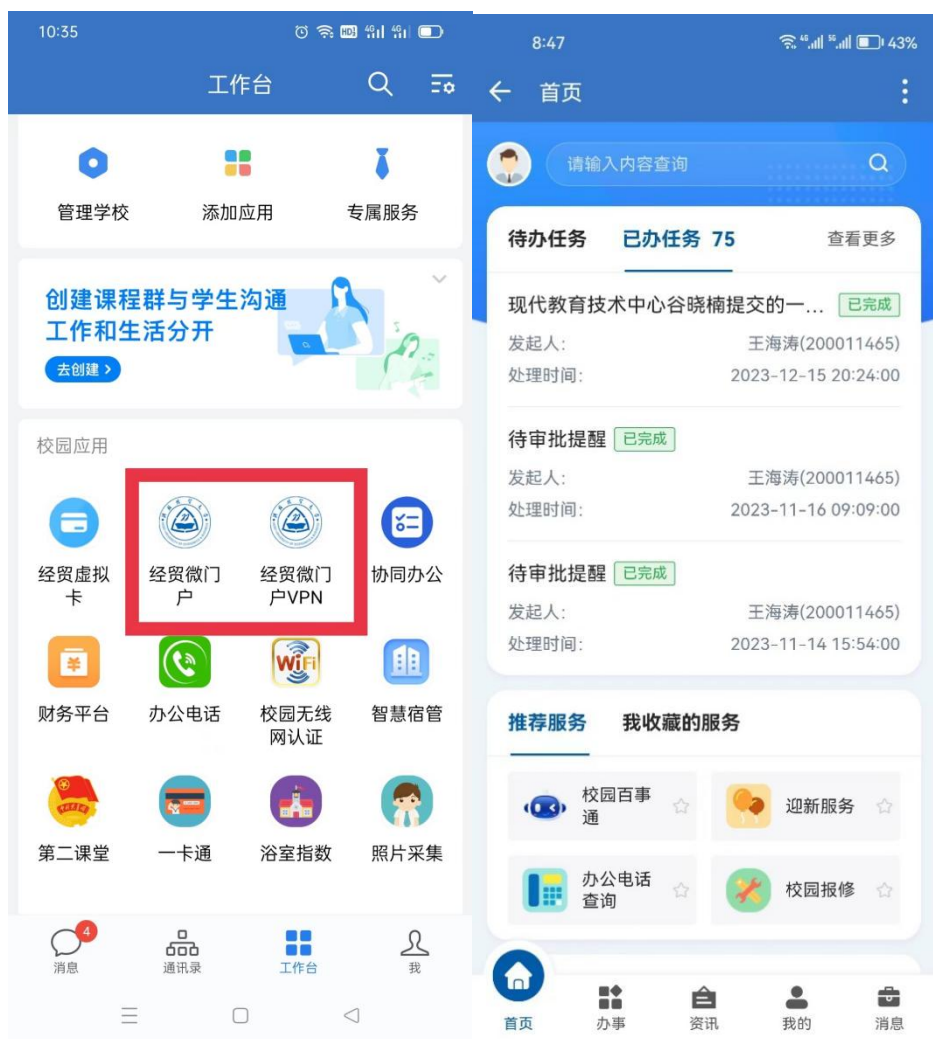 10:35
HD 4G 4G
工作台
管理学校
添加应用
专属服务
创建课程群与学生沟通
工作和生活分开
去创建 >
校园应用
经贸虚拟
卡
经贸微门
户
经贸微门
户VPN
协同办公
财务平台
办公电话
WiFi
校园无线
网认证
智慧宿管
第二课堂
一卡通
浴室指数
照片采集
4
消息
通讯录
工作台
我
8:47
4G 5G 43%
首页
请输入内容查询
待办任务 已办任务 75 查看更多
现代教育技术中心谷晓楠提交的一... 已完成
发起人: 王海涛(200011465)
处理时间: 2023-12-15 20:24:00
待审批提醒 已完成
发起人: 王海涛(200011465)
处理时间: 2023-11-16 09:09:00
待审批提醒 已完成
发起人: 王海涛(200011465)
处理时间: 2023-11-14 15:54:00
推荐服务 我收藏的服务
校园百事
通
迎新服务
办公电话
查询
校园报修
首页
办事
资讯
我的
消息